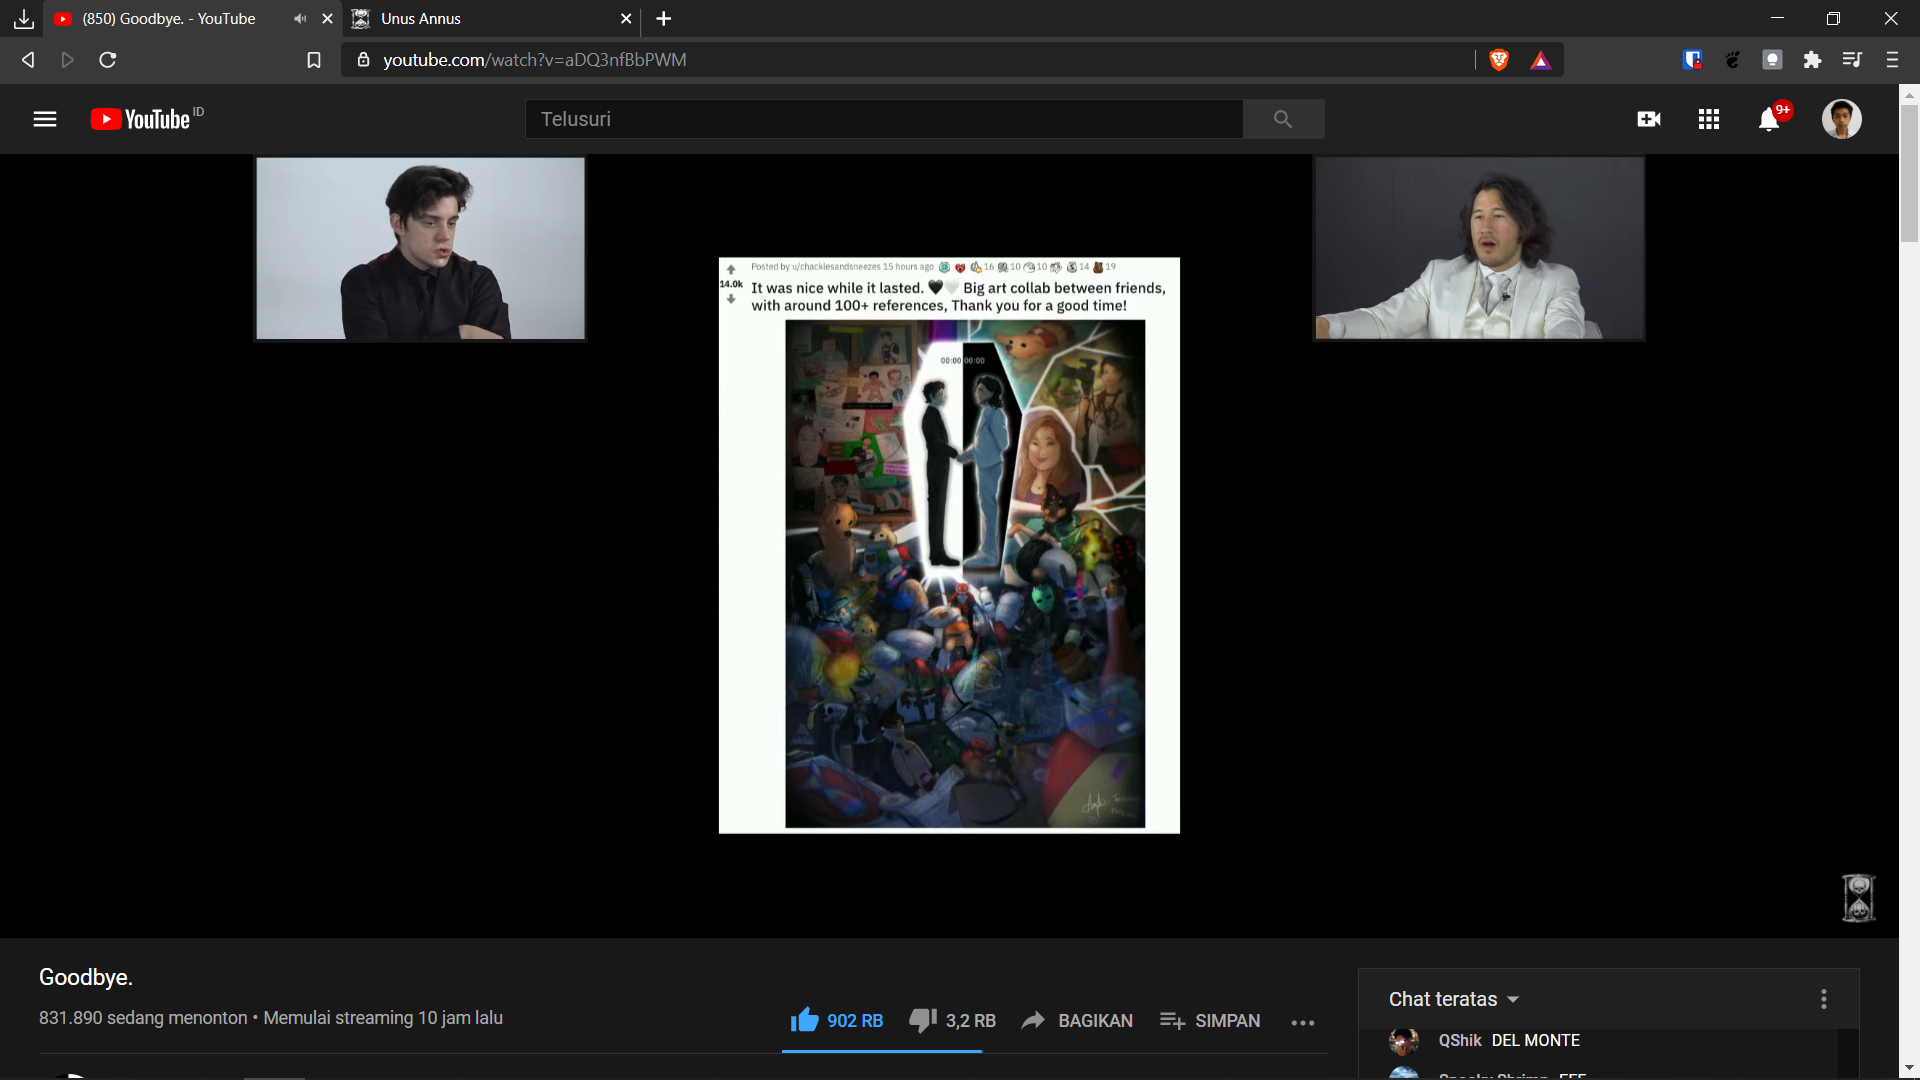 (850) Goodbye. - YouTube
Unus Annus
youtube.com/watch?v=aDQ3nfBbPWM
YouTube ID
Telusuri
9+
Posted by u/chacklesandsneezes 15 hours ago 16 10 10 14 19
14.0k
It was nice while it lasted. 🖤🤍 Big art collab between friends,
with around 100+ references, Thank you for a good time!
00:00 00:00
Goodbye.
831.890 sedang menonton • Memulai streaming 10 jam lalu
902 RB
3,2 RB
BAGIKAN
SIMPAN
Chat teratas
QShik DEL MONTE